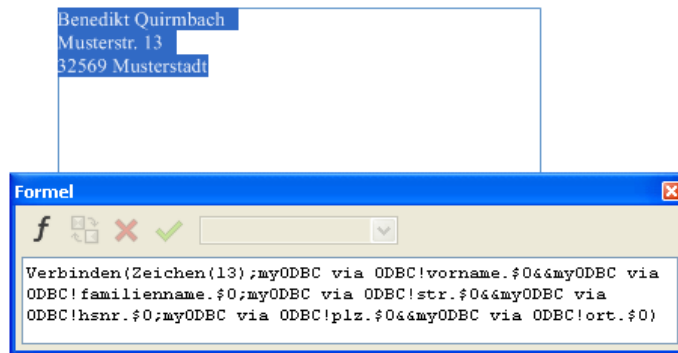 Benedikt Quirmbach
Musterstr. 13
32569 Musterstadt
Formel
f
Verbinden(Zeichen(13);myODBC via ODBC!vorname.$0&&myODBC via
ODBC!familienname.$0;myODBC via ODBC!str.$0&&myODBC via
ODBC!hsnr.$0;myODBC via ODBC!plz.$0&&myODBC via ODBC!ort.$0)